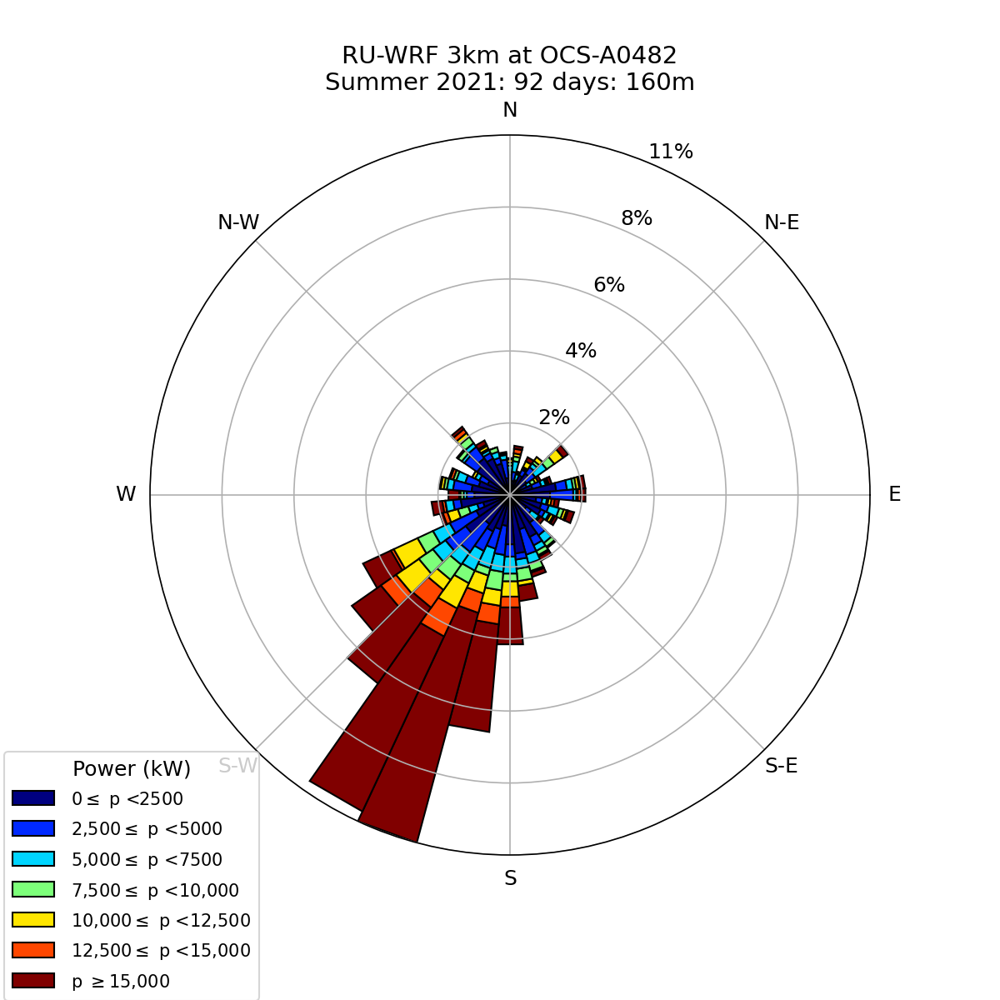 RU-WRF 3km at OCS-A0482
Summer 2021: 92 days: 160m
N
11%
N-W
8%
N-E
6%
4%
2%
W
E
S-W
S-E
S
Power (kW)
0≤ p <2500
2,500≤ p <5000
5,000≤ p <7500
7,500≤ p <10,000
10,000≤ p <12,500
12,500≤ p <15,000
p ≥15,000